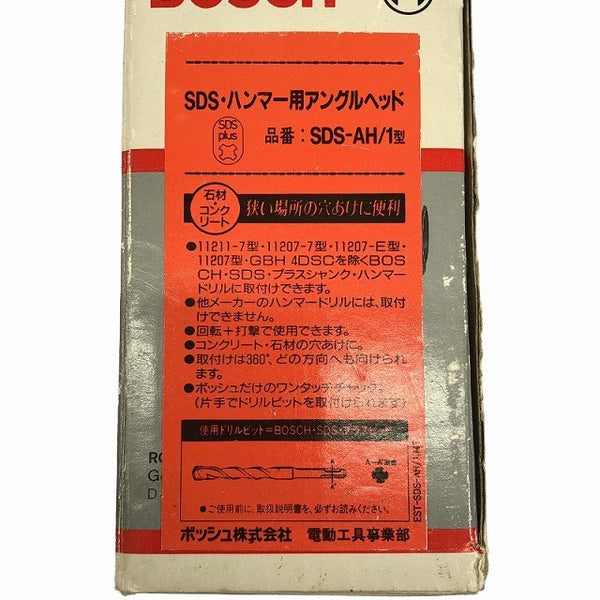 BOSCH
SDS・ハンマー用アングルヘッド
SDS
plus
品番：SDS-AH/1型
石材
・
コンク
リート
狭い場所の穴あけに便利
●11211-7型・11207-7型・11207-E型・
11207型・GBH 4DSCを除くBOS
CH・SDS・プラスシャンク・ハンマー
ドリルに取付けできます。
●他メーカーのハンマードリルには、取付
けできません。
●回転＋打撃で使用できます。
●コンクリート・石材の穴あけに。
●取付けは360°、どの方向へも向けられ
ます。
●ボッシュだけのワンタッチチャック。
(片手でドリルビットを取付けられます)
使用ドリルビット＝BOSCH・SDS・プラスビット
A
A'
A-A'断面
●ご使用前に、取扱説明書を、必ずお読みください。
ボッシュ株式会社 電動工具事業部
EST-SDS-AH/1-HT